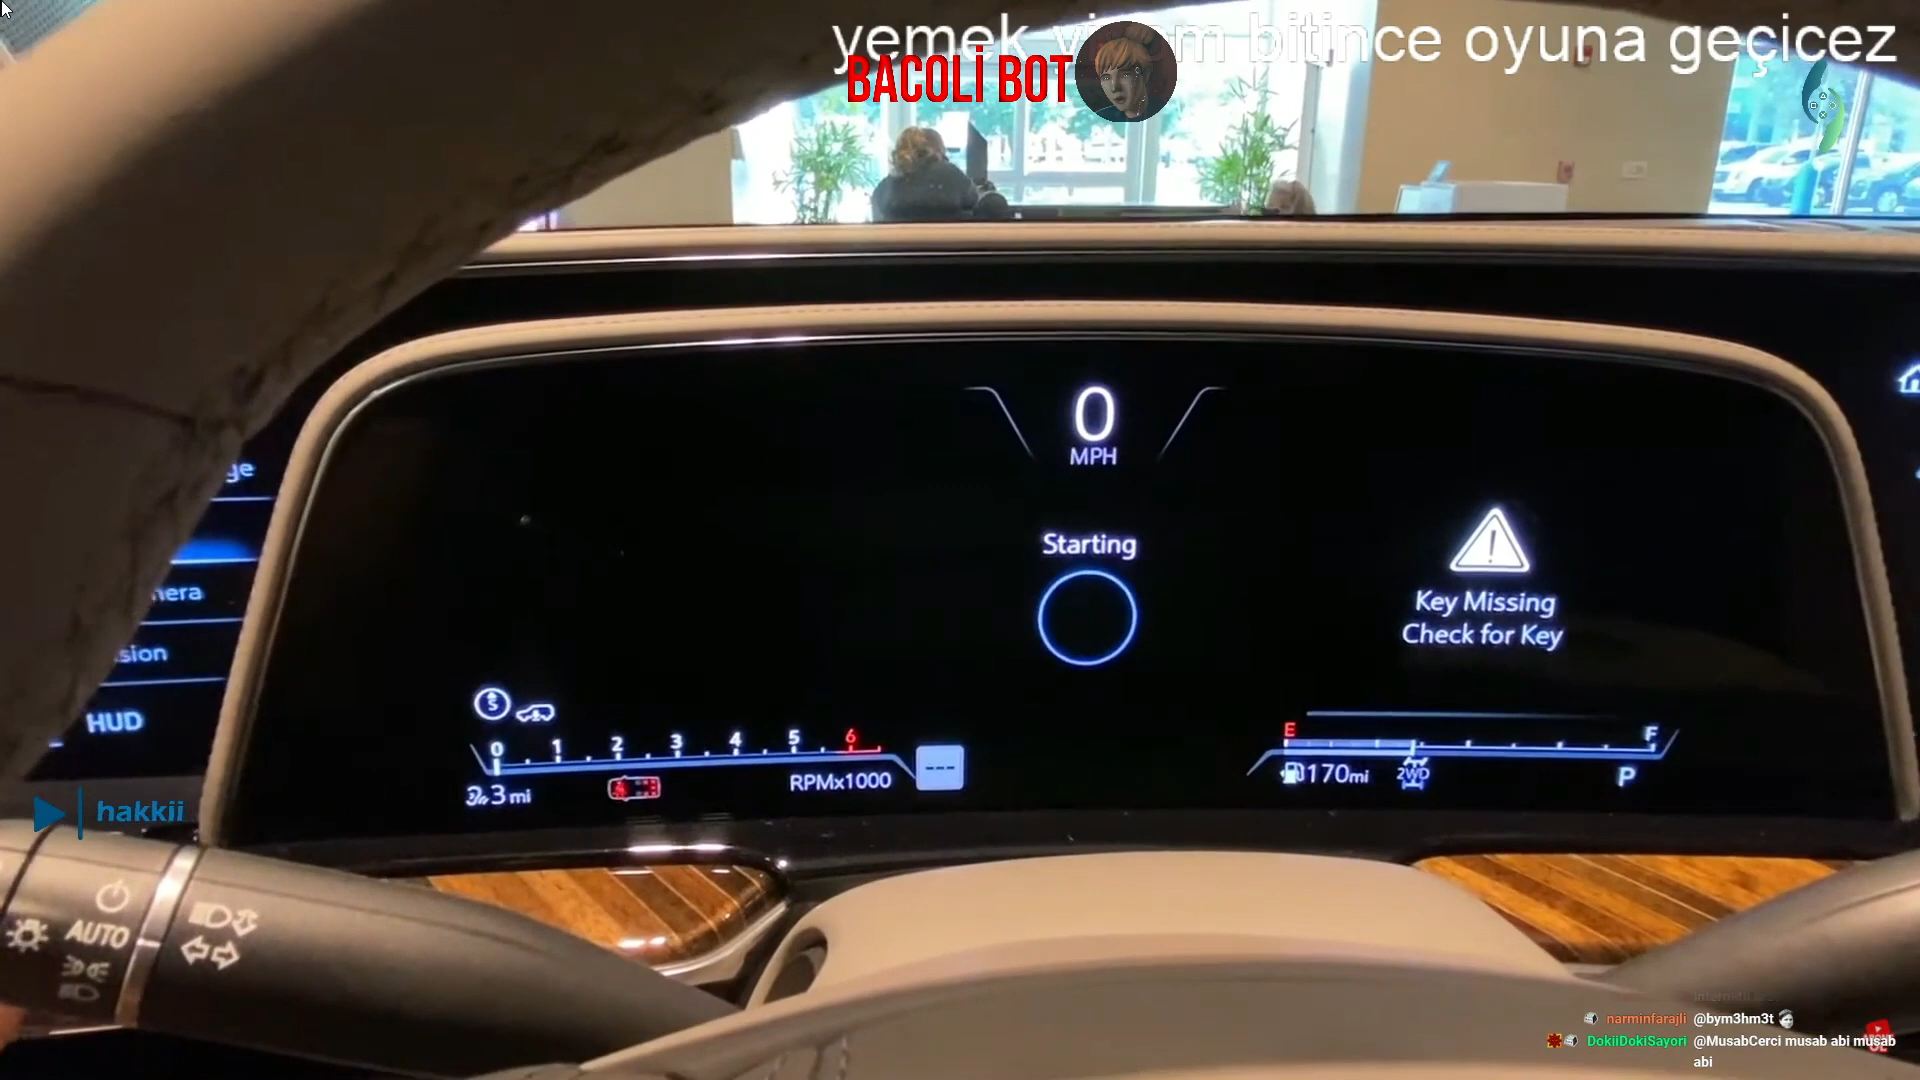 yemek bitince oyuna geçicez
BACOLİ BOT
0
MPH
Starting
Key Missing
Check for Key
HUD
0 1 2 3 4 5 6
RPMx1000
---
3 mi
E F
170mi
2WD
P
hakkii
AUTO
narminfarajli @bym3hm3t
DokiiDokiSayori @MusabCerci musab abi musab
abi